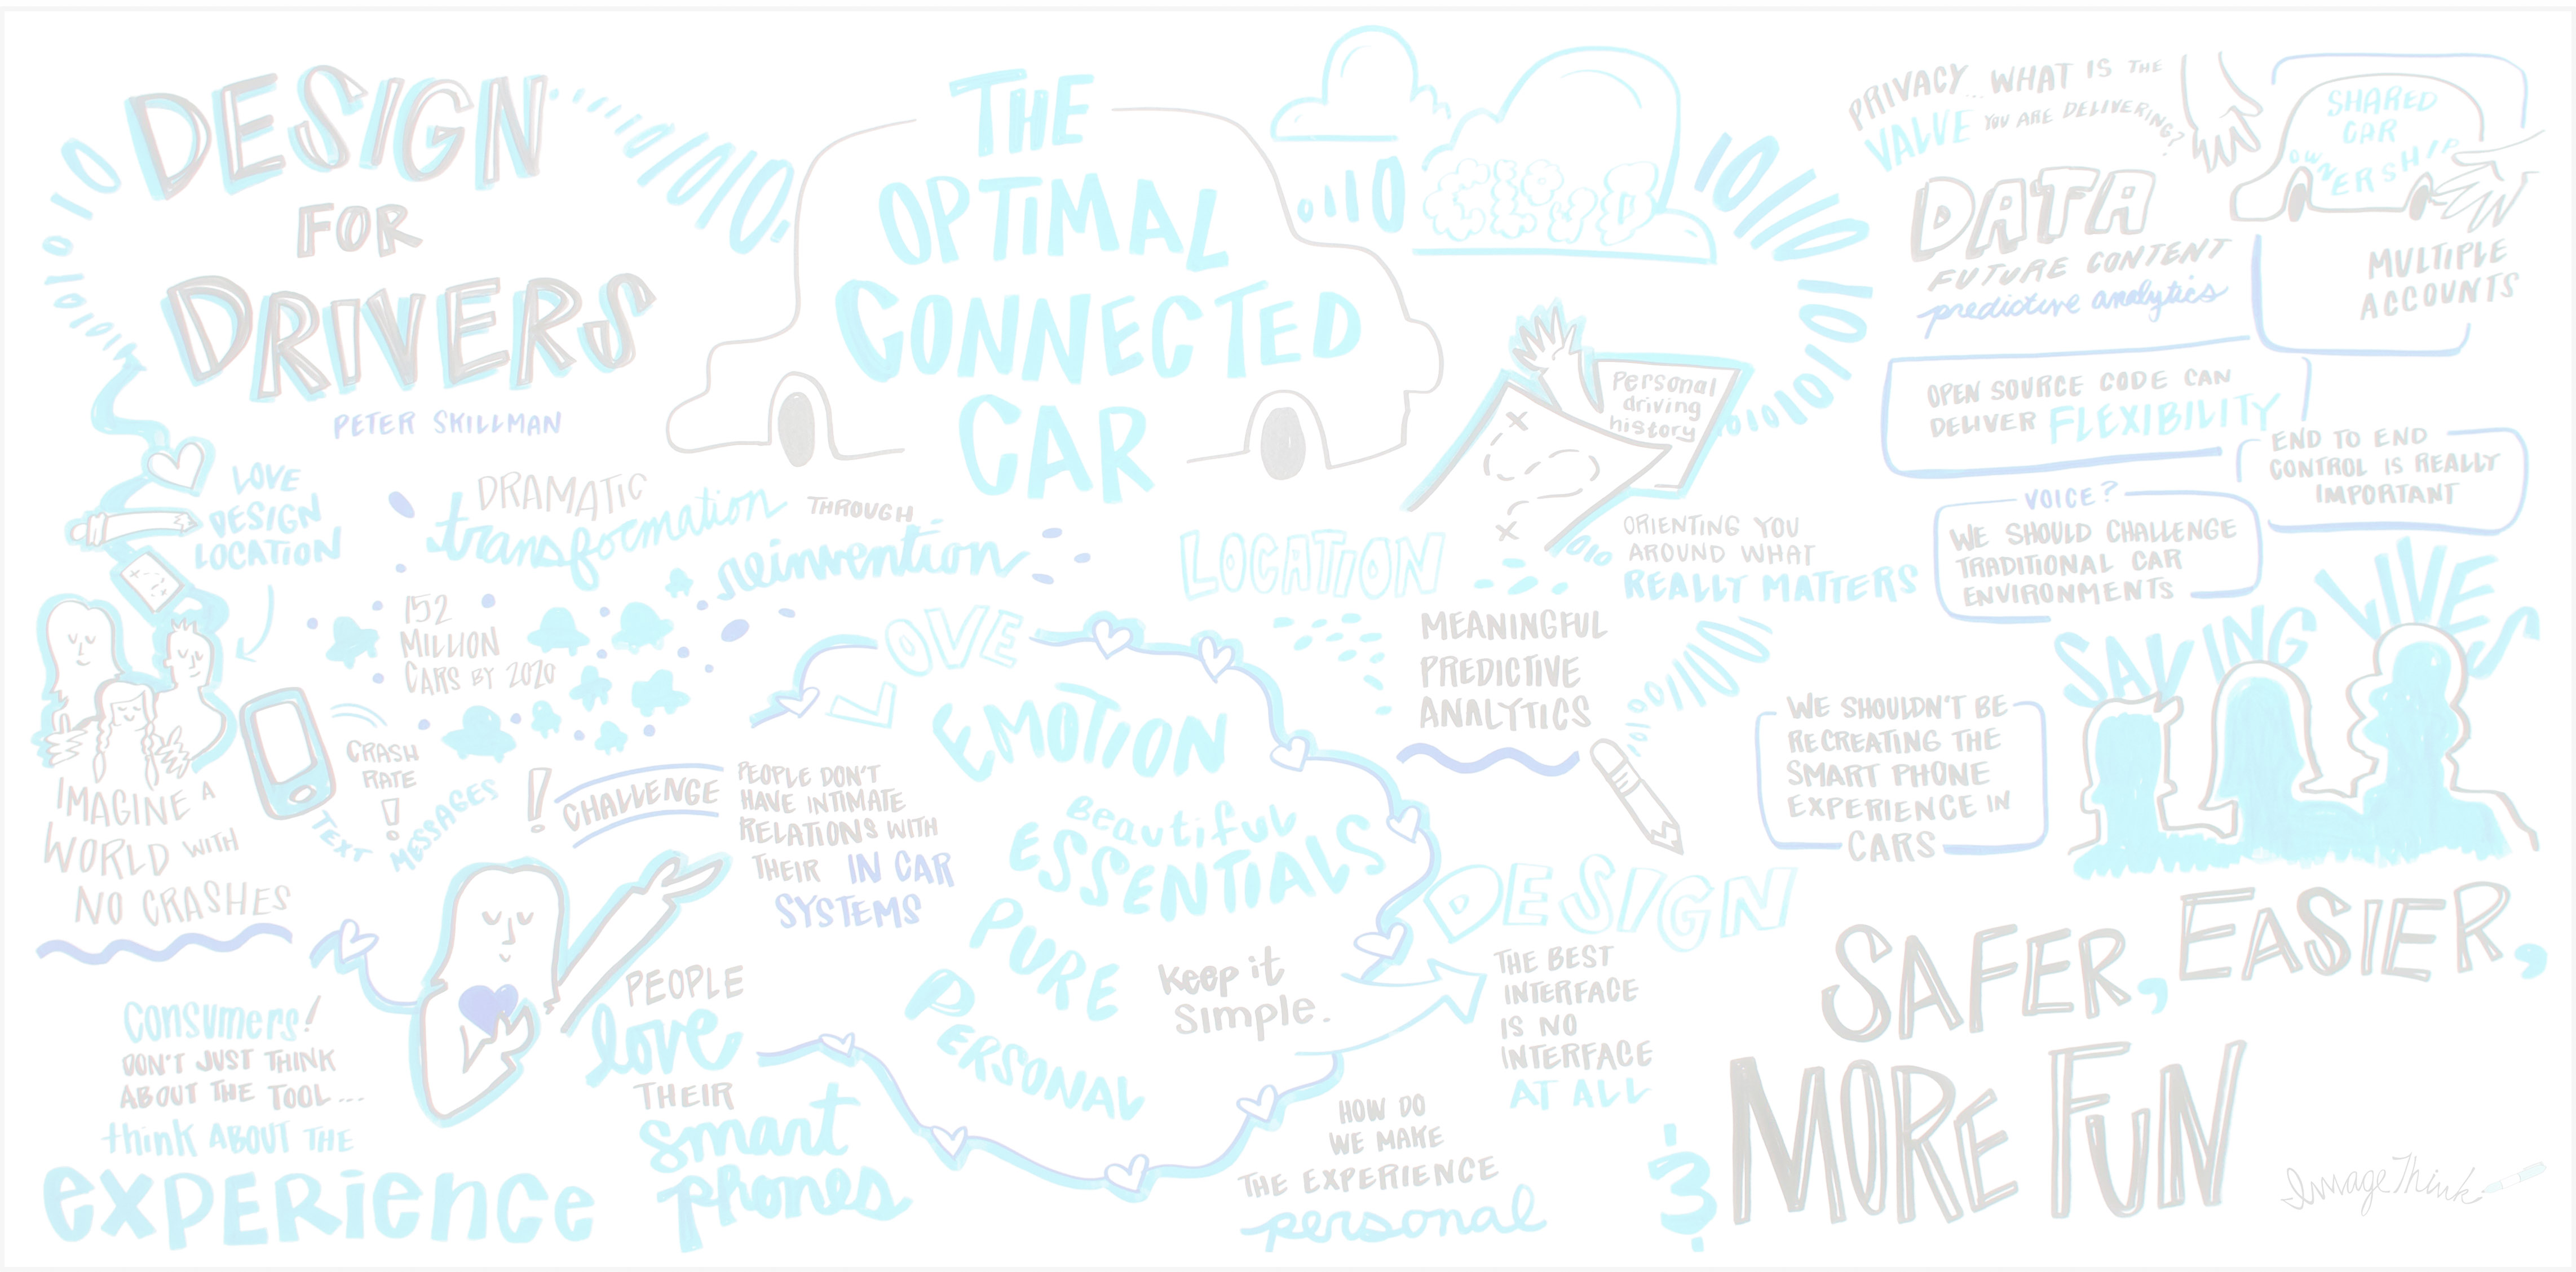 DESIGN
FOR
DRIVERS
PETER SKILLMAN
THE
OPTIMAL
CONNECTED
CAR
CLOUD
PRIVACY... WHAT IS THE
VALVE YOU ARE DELIVERING?
DATA
FUTURE CONTENT
predictive analytics
SHARED
CAR
OWNERSHIP
MULTIPLE
ACCOUNTS
OPEN SOURCE CODE CAN
DELIVER FLEXIBILITY
END TO END
CONTROL IS REALLY
IMPORTANT
VOICE?
WE SHOULD CHALLENGE
TRADITIONAL CAR
ENVIRONMENTS
Personal
driving
history
LOVE
DESIGN
LOCATION
DRAMATIC
transformation THROUGH
reinvention
152
MILLION
CARS BY 2020
LOCATION
ORIENTING YOU
AROUND WHAT
REALLY MATTERS
MEANINGFUL
PREDICTIVE
ANALYTICS
IMAGINE A
WORLD WITH
NO CRASHES
CRASH
RATE
!
TEXT MESSAGES
! CHALLENGE
PEOPLE DON'T
HAVE INTIMATE
RELATIONS WITH
THEIR IN CAR
SYSTEMS
LOVE
EMOTION
Beautiful
ESSENTIALS
PURE
PERSONAL
Keep it
simple.
WE SHOULDN'T BE
RECREATING THE
SMART PHONE
EXPERIENCE IN
CARS
SAVING LIVES
DESIGN
THE BEST
INTERFACE
IS NO
INTERFACE
AT ALL
Consumers!
DON'T JUST THINK
ABOUT THE TOOL...
think ABOUT THE
experience
PEOPLE
love
THEIR
smart
phones
HOW DO
WE MAKE
THE EXPERIENCE
personal
SAFER, EASIER,
& MORE FUN
ImageThink